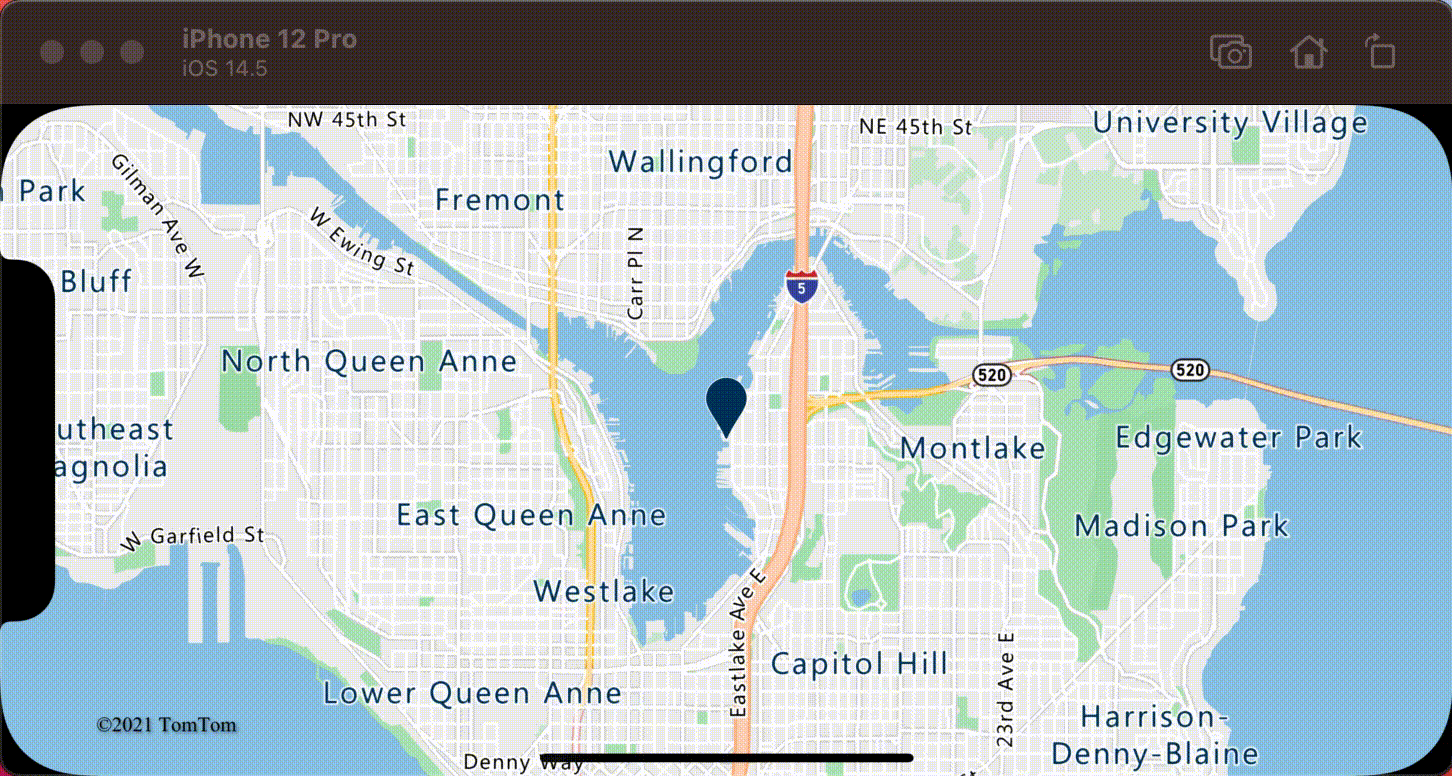 iPhone 12 Pro
iOS 14.5
NW 45th St
NE 45th St
University Village
Wallingford
Gilman Ave W
Park
Fremont
W Ewing St
Carr Pl N
Bluff
5
North Queen Anne
520
520
utheast
agnolia
Montlake
Edgewater Park
East Queen Anne
Madison Park
W Garfield St
Westlake
Eastlake Ave E
Capitol Hill
23rd Ave E
Lower Queen Anne
©2021 TomTom
Harrison-
Denny-Blaine
Denny Way